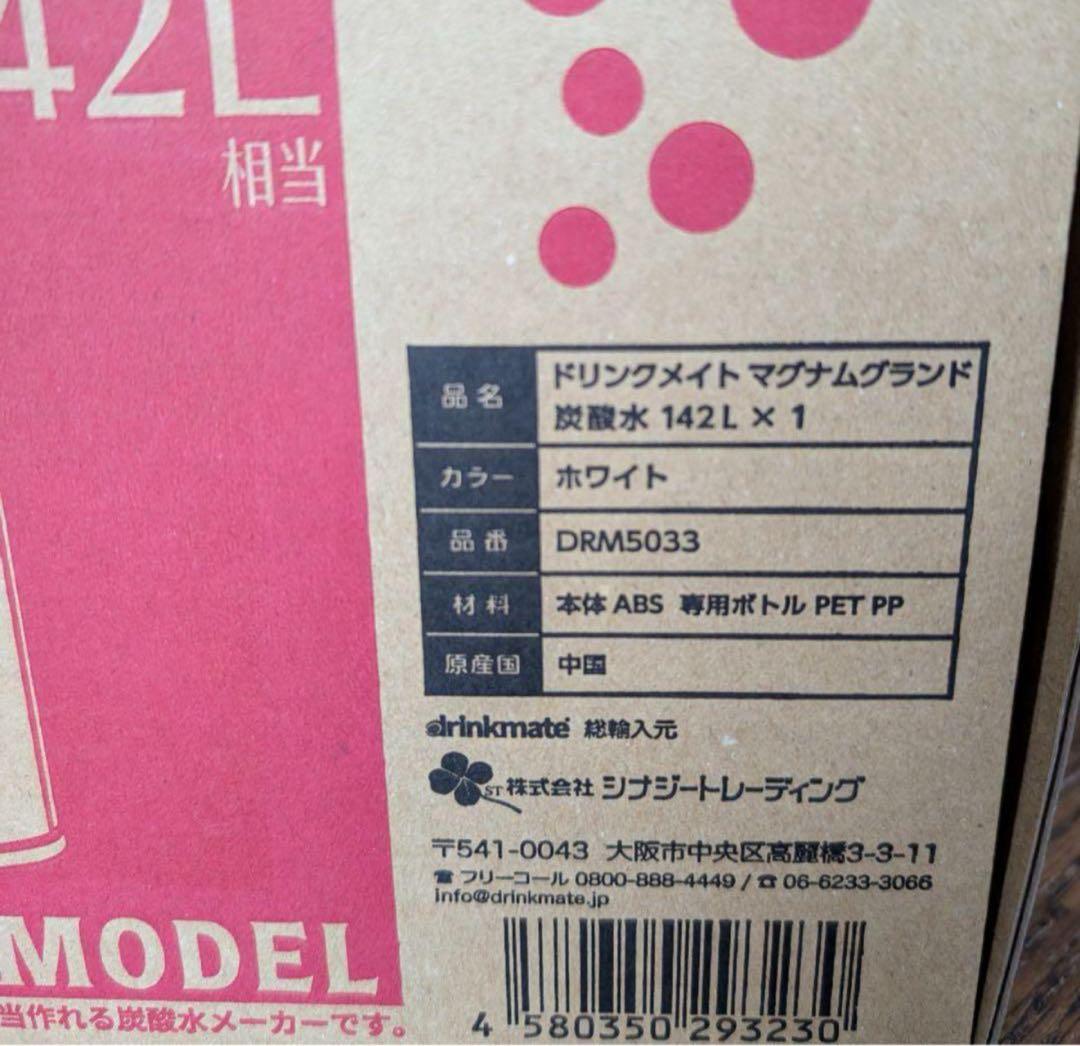 42L
相当
品名 ドリンクメイト マグナムグランド
炭酸水 142L × 1
カラー ホワイト
品番 DRM5033
材料 本体 ABS 専用ボトル PET PP
原産国 中国
drinkmate 総輸入元
ST 株式会社 シナジートレーディング
〒541-0043 大阪市中央区高麗橋3-3-11
☎ フリーコール 0800-888-4449 / ☎ 06-6233-3066
info@drinkmate.jp
MODEL
当作れる炭酸水メーカーです。
4 580350 293230